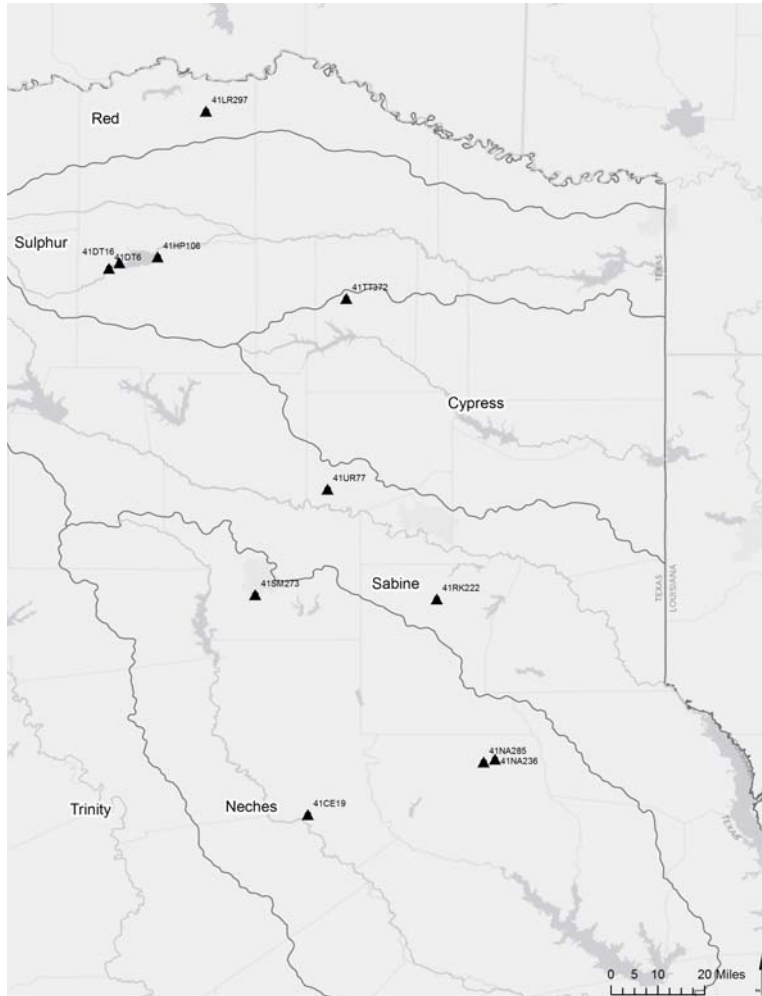 41LR297
Red
Sulphur
41HP106
41DT16
41DT6
TEXAS
41TT372
Cypress
41UR77
41SM273
Sabine
41RK222
TEXAS
LOUISIANA
41NA285
41NA236
Trinity
Neches
41CE19
TEXAS
0 5 10 20 Miles